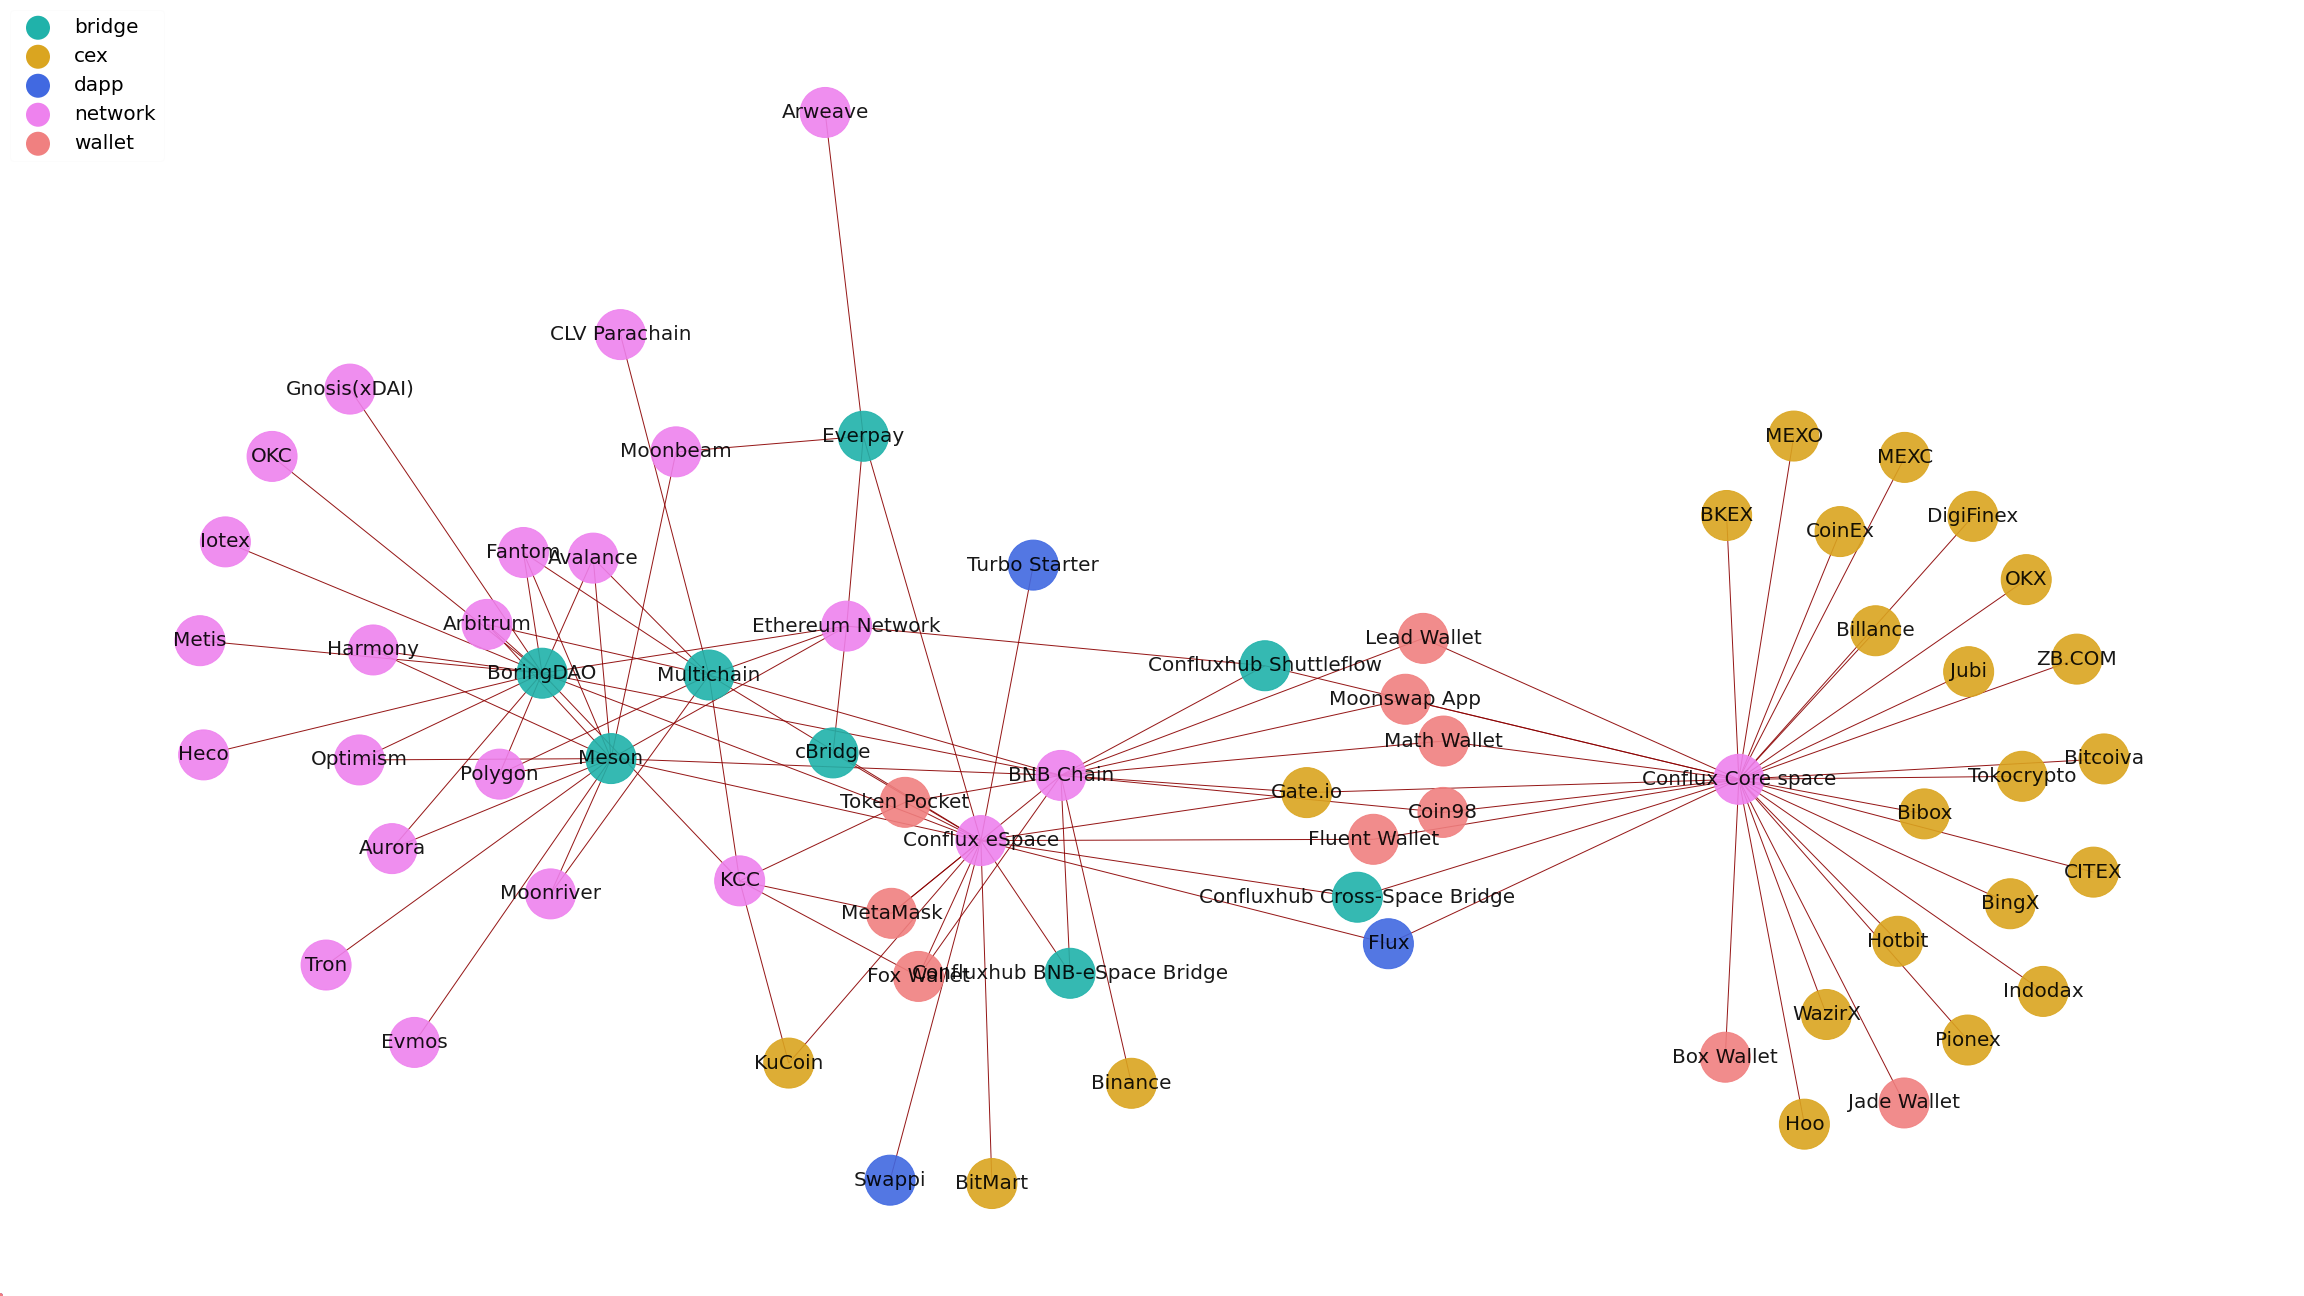 bridge
cex
dapp
network
wallet
Arweave
CLV Parachain
Gnosis(xDAI)
Everpay
MEXO
Moonbeam
OKC
MEXC
BKEX
DigiFinex
CoinEx
Iotex
Fantom
Avalance
Turbo Starter
OKX
Arbitrum
Ethereum Network
Billance
Lead Wallet
Metis
Harmony
ZB.COM
Confluxhub Shuttleflow
BoringDAO
Multichain
Jubi
Moonswap App
Math Wallet
cBridge
Heco
Optimism
Meson
Bitcoiva
Polygon
BNB Chain
Tokocrypto
Conflux Core space
Gate.io
Token Pocket
Coin98
Bibox
Fluent Wallet
Conflux eSpace
Aurora
CITEX
KCC
Moonriver
Confluxhub Cross-Space Bridge
BingX
MetaMask
Flux
Hotbit
Tron
Fox Wallet
Confluxhub BNB-eSpace Bridge
Indodax
WazirX
Evmos
Pionex
Box Wallet
KuCoin
Binance
Jade Wallet
Hoo
Swappi
BitMart